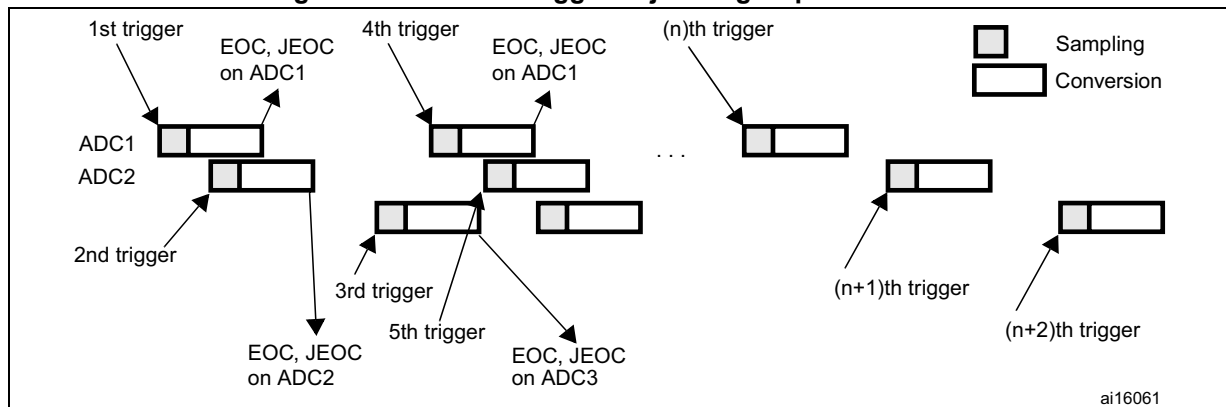 1st trigger
EOC, JEOC
on ADC1
4th trigger
EOC, JEOC
on ADC1
(n)th trigger
Sampling
Conversion
ADC1
ADC2
. . .
2nd trigger
3rd trigger
5th trigger
(n+1)th trigger
(n+2)th trigger
EOC, JEOC
on ADC2
EOC, JEOC
on ADC3
ai16061